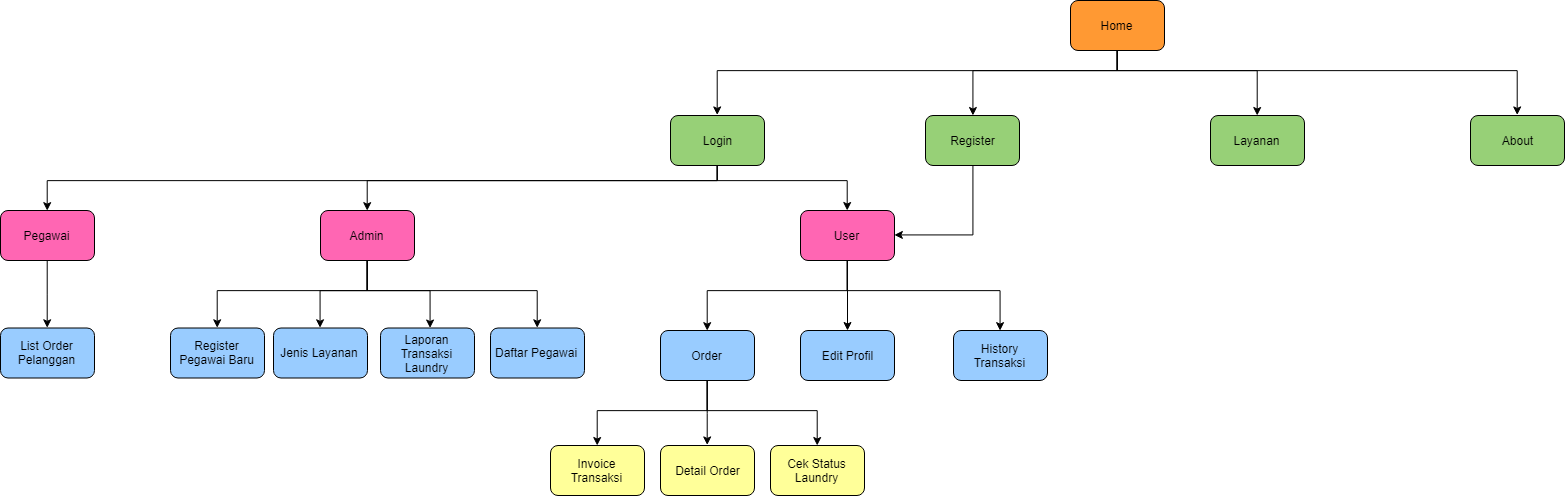 Home
Login
Register
Layanan
About
Pegawai
Admin
User
List Order
Pelanggan
Register
Pegawai Baru
Jenis Layanan
Laporan
Transaksi
Laundry
Daftar Pegawai
Order
Edit Profil
History
Transaksi
Invoice
Transaksi
Detail Order
Cek Status
Laundry